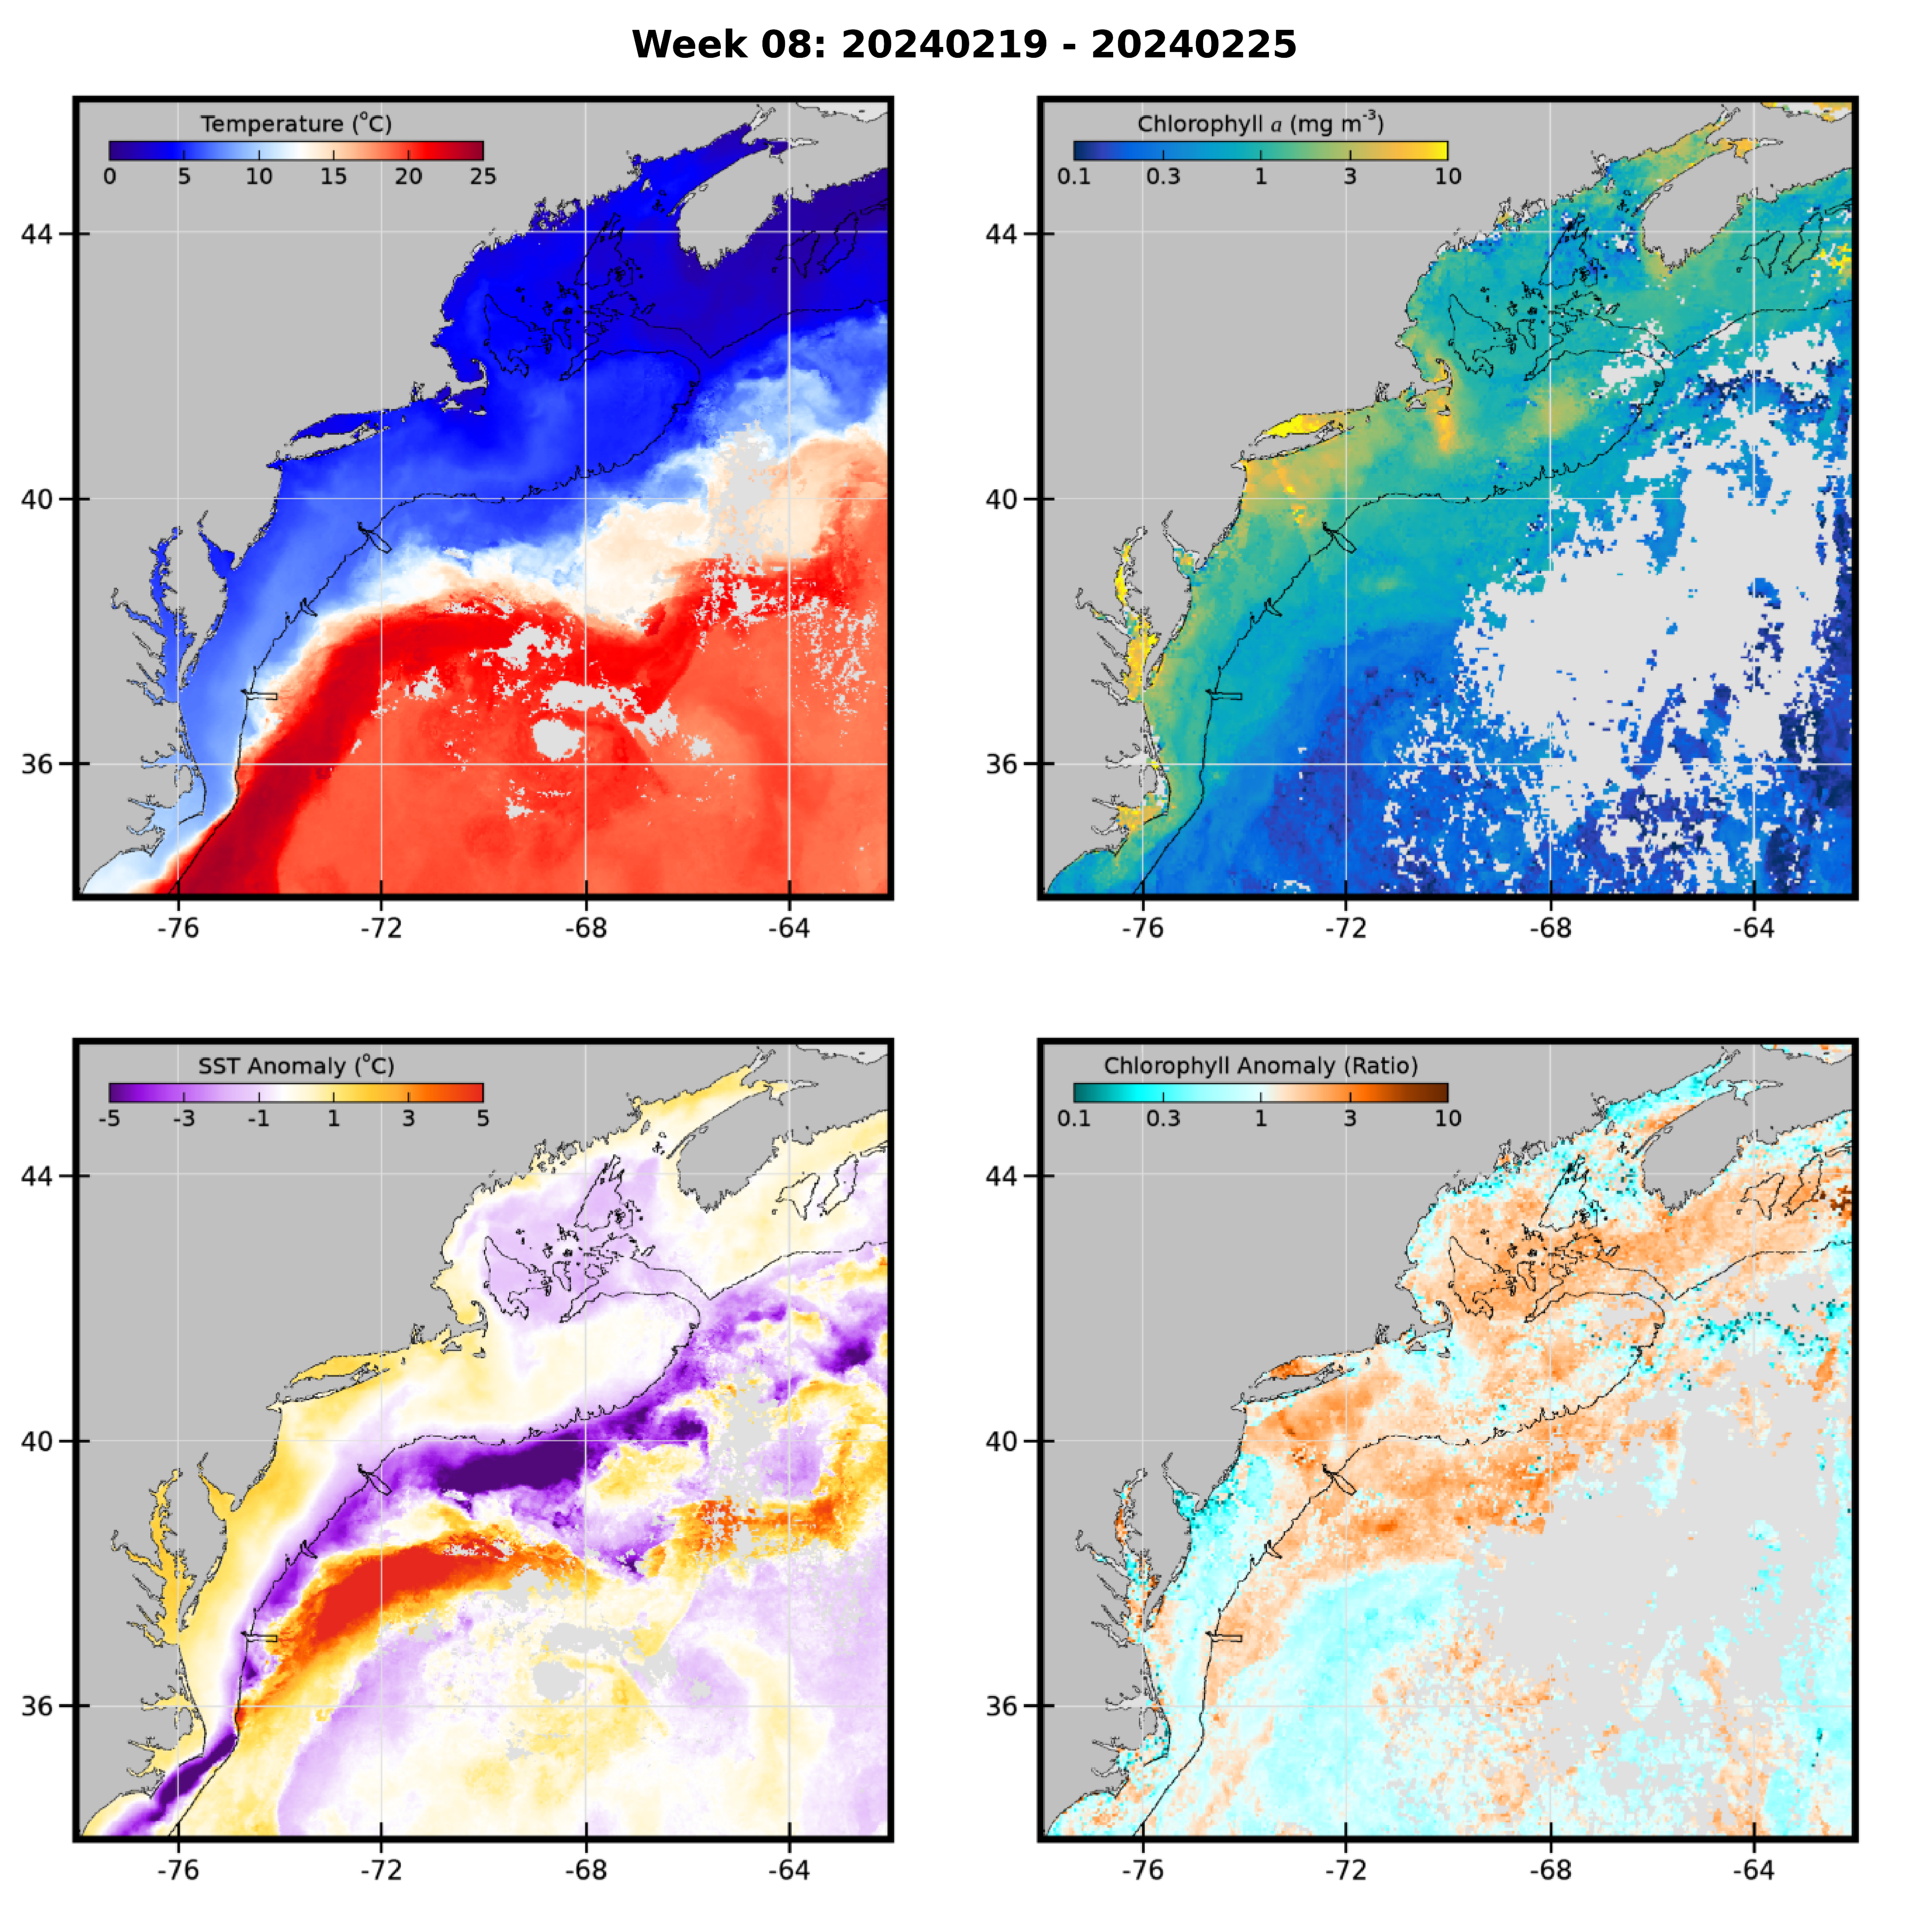 Week 08: 20240219 - 20240225
Temperature (°C)
0 5 10 15 20 25
44
40
36
-76 -72 -68 -64
Chlorophyll a (mg m⁻³)
0.1 0.3 1 3 10
44
40
36
-76 -72 -68 -64
SST Anomaly (°C)
-5 -3 -1 1 3 5
44
40
36
-76 -72 -68 -64
Chlorophyll Anomaly (Ratio)
0.1 0.3 1 3 10
44
40
36
-76 -72 -68 -64